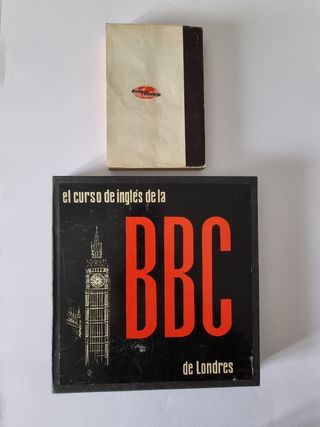 el curso de inglés de la
BBC
de Londres